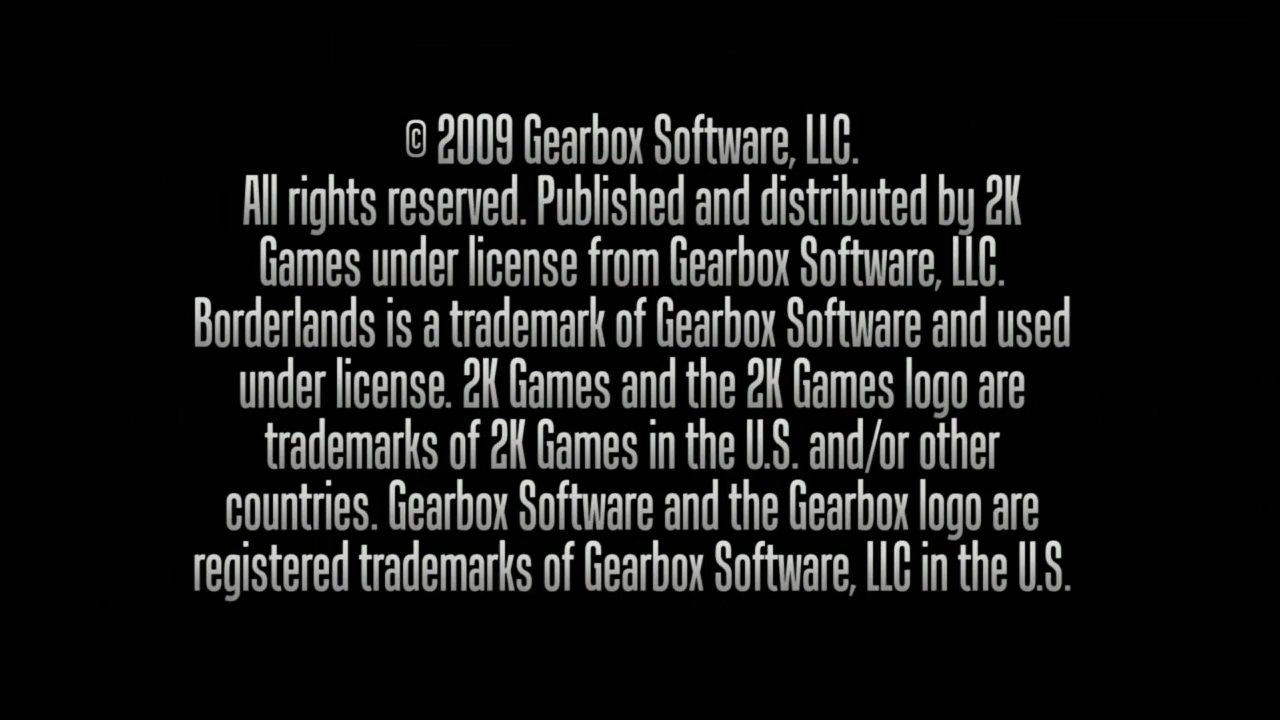 © 2009 Gearbox Software, LLC.
All rights reserved. Published and distributed by 2K
Games under license from Gearbox Software, LLC.
Borderlands is a trademark of Gearbox Software and used
under license. 2K Games and the 2K Games logo are
trademarks of 2K Games in the U.S. and/or other
countries. Gearbox Software and the Gearbox logo are
registered trademarks of Gearbox Software, LLC in the U.S.